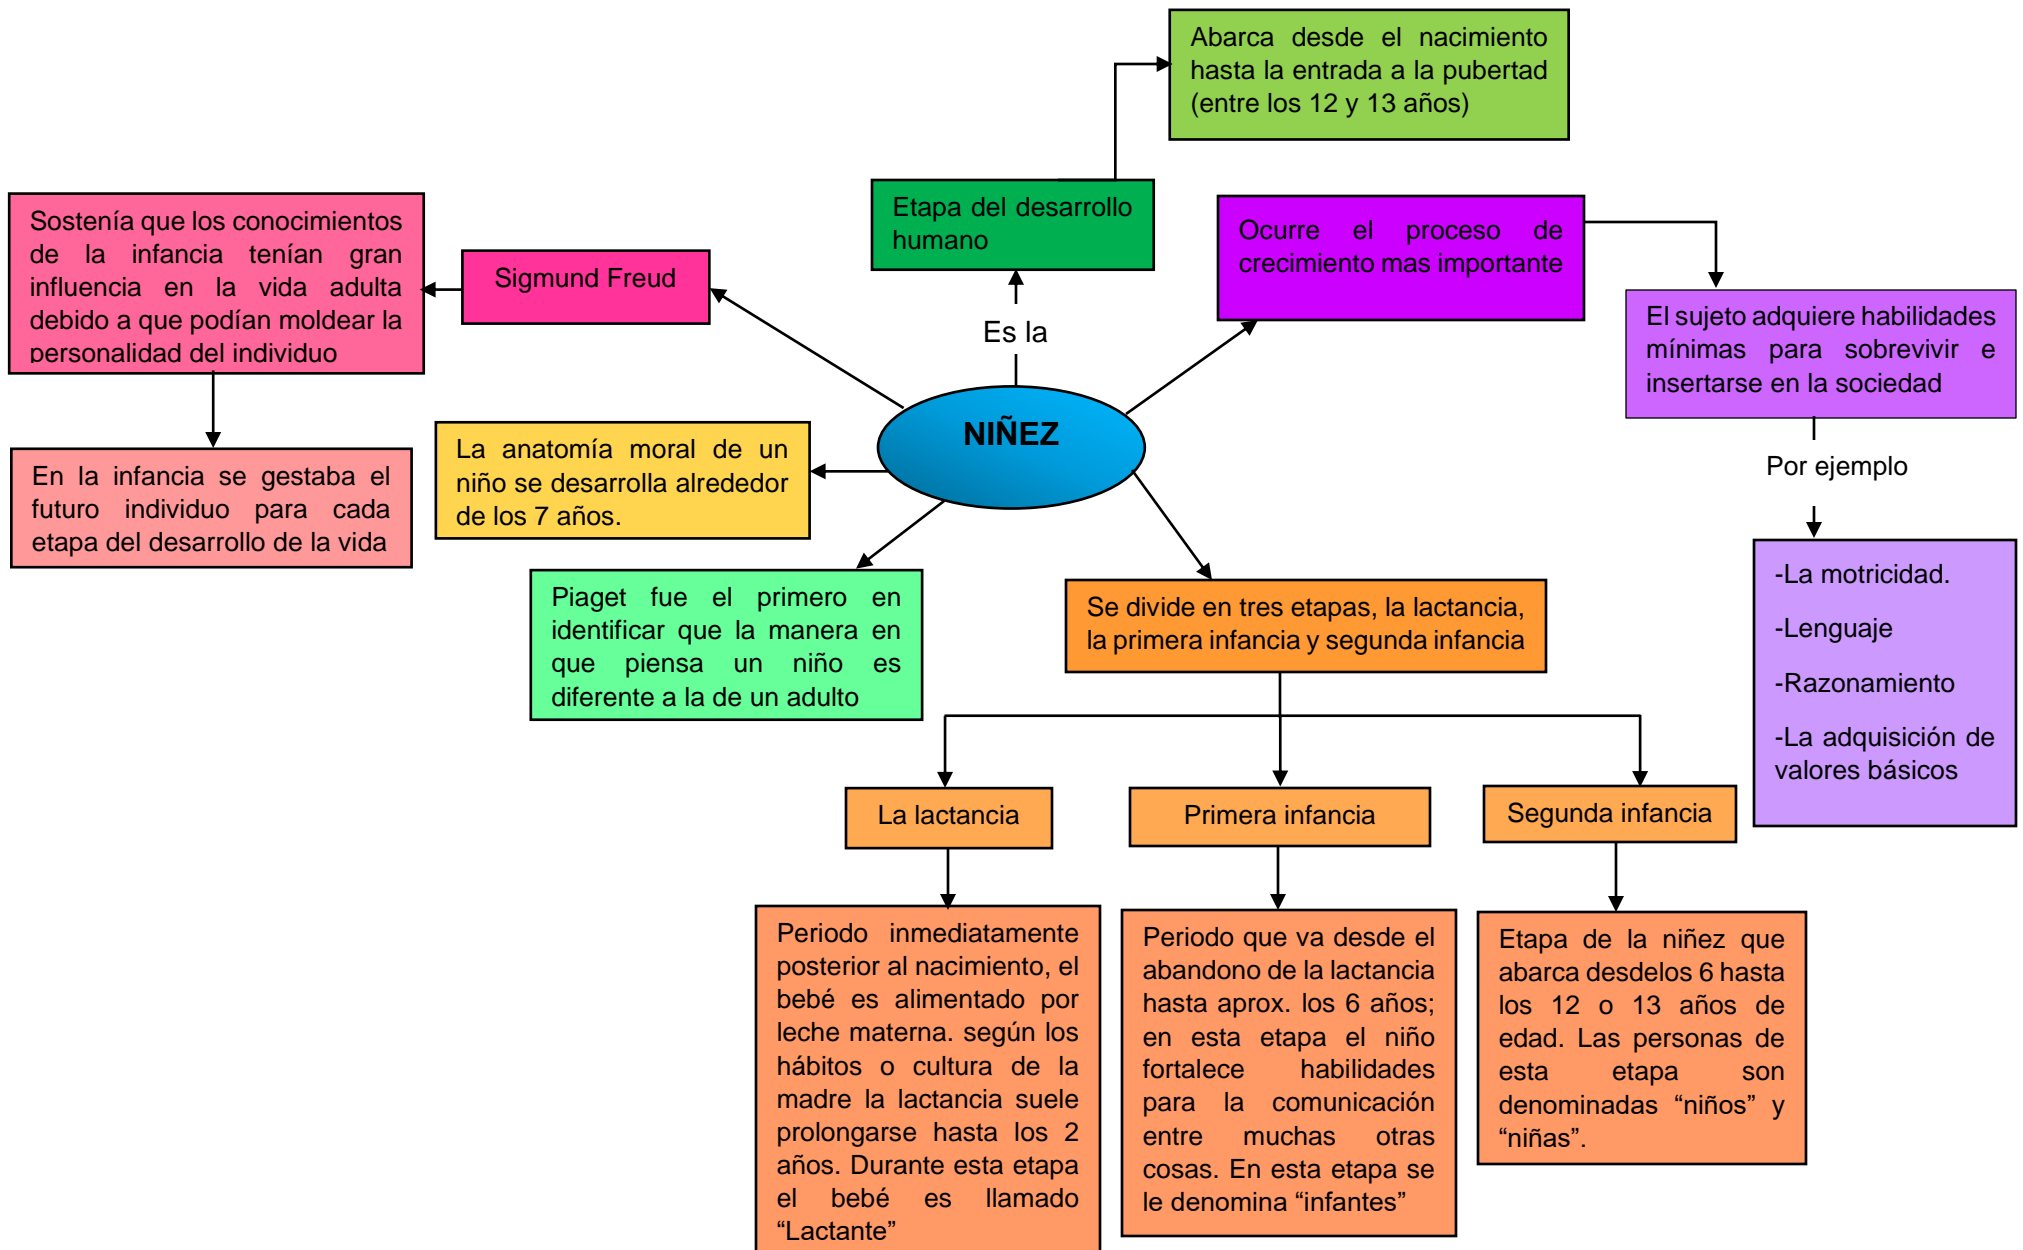 Abarca desde el nacimiento
hasta la entrada a la pubertad
(entre los 12 y 13 años)
Etapa del desarrollo
humano
Ocurre el proceso de
crecimiento mas importante
Sostenía que los conocimientos
de la infancia tenían gran
influencia en la vida adulta
debido a que podían moldear la
personalidad del individuo
Sigmund Freud
Es la
El sujeto adquiere habilidades
mínimas para sobrevivir e
insertarse en la sociedad
NIÑEZ
La anatomía moral de un
niño se desarrolla alrededor
de los 7 años.
En la infancia se gestaba el
futuro individuo para cada
etapa del desarrollo de la vida
Por ejemplo
Piaget fue el primero en
identificar que la manera en
que piensa un niño es
diferente a la de un adulto
Se divide en tres etapas, la lactancia,
la primera infancia y segunda infancia
-La motricidad.
-Lenguaje
-Razonamiento
-La adquisición de
valores básicos
La lactancia
Primera infancia
Segunda infancia
Periodo inmediatamente
posterior al nacimiento, el
bebé es alimentado por
leche materna. según los
hábitos o cultura de la
madre la lactancia suele
prolongarse hasta los 2
años. Durante esta etapa
el bebé es llamado
“Lactante”
Periodo que va desde el
abandono de la lactancia
hasta aprox. los 6 años;
en esta etapa el niño
fortalece habilidades
para la comunicación
entre muchas otras
cosas. En esta etapa se
le denomina “infantes”
Etapa de la niñez que
abarca desdelos 6 hasta
los 12 o 13 años de
edad. Las personas de
esta etapa son
denominadas “niños” y
“niñas”.